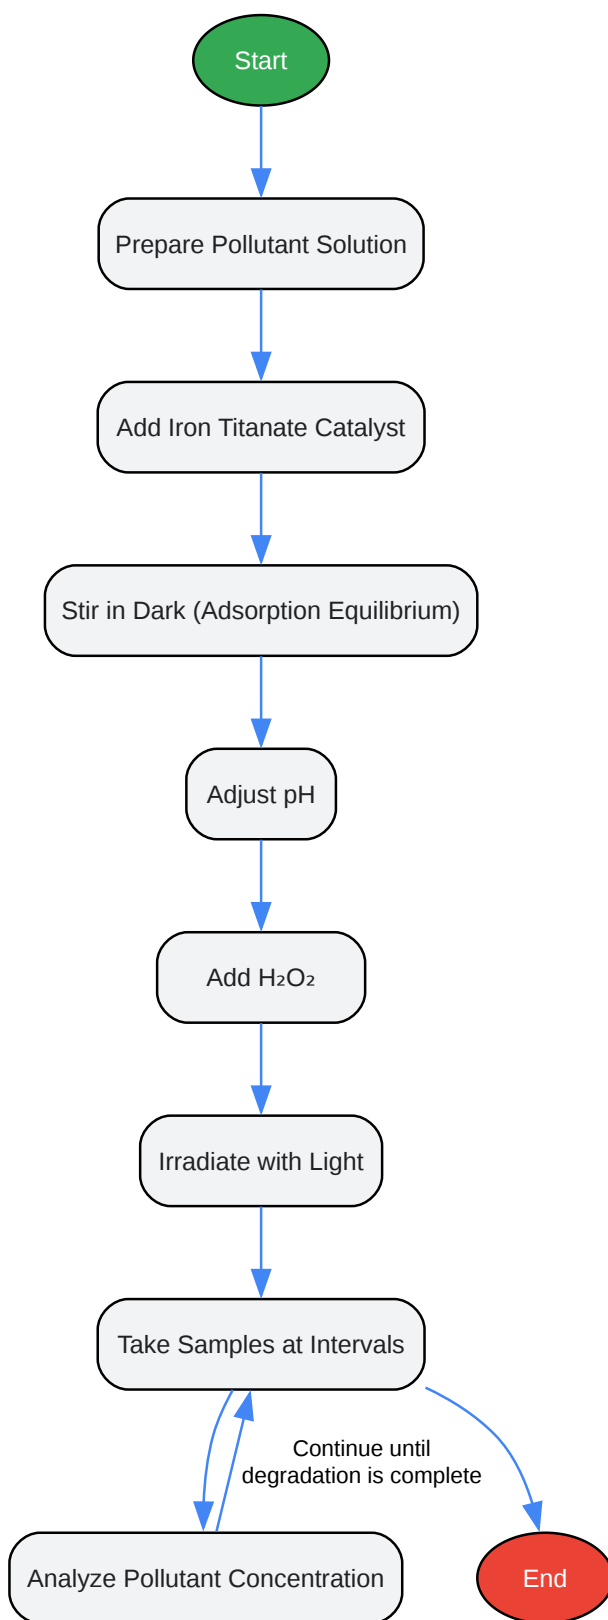 Start
Prepare Pollutant Solution
Add Iron Titanate Catalyst
Stir in Dark (Adsorption Equilibrium)
Adjust pH
Add H₂O₂
Irradiate with Light
Take Samples at Intervals
Continue until
degradation is complete
Analyze Pollutant Concentration
End